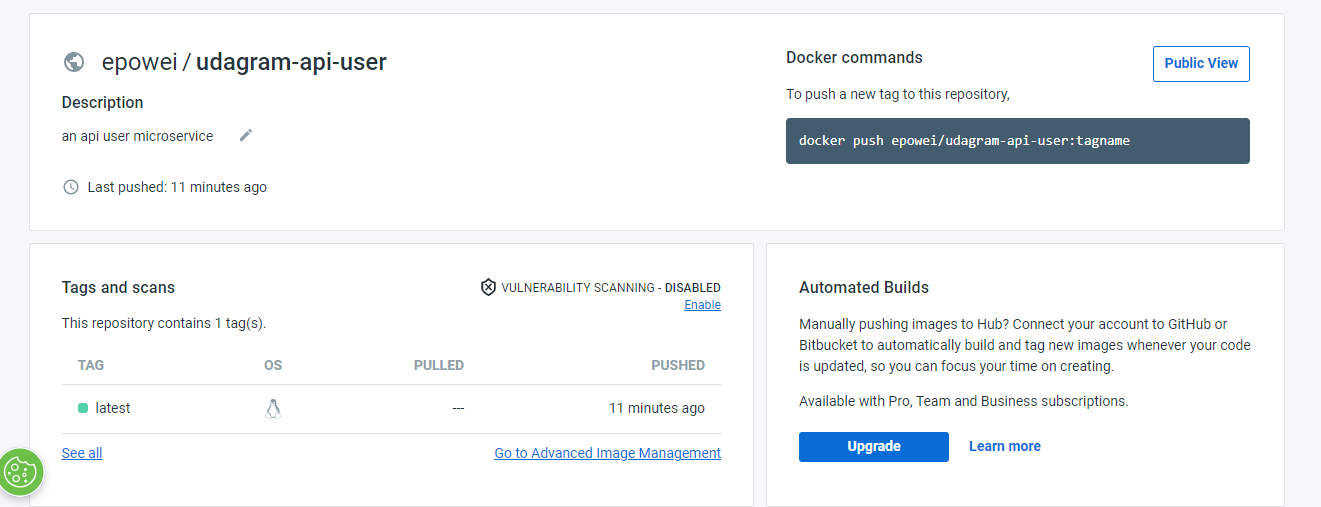 epowei / udagram-api-user
Description
an api user microservice
Last pushed: 11 minutes ago
Docker commands
Public View
To push a new tag to this repository,
docker push epowei/udagram-api-user:tagname
Tags and scans
VULNERABILITY SCANNING - DISABLED
Enable
This repository contains 1 tag(s).
TAG OS PULLED PUSHED
latest --- 11 minutes ago
See all
Go to Advanced Image Management
Automated Builds
Manually pushing images to Hub? Connect your account to GitHub or
Bitbucket to automatically build and tag new images whenever your code
is updated, so you can focus your time on creating.
Available with Pro, Team and Business subscriptions.
Upgrade Learn more